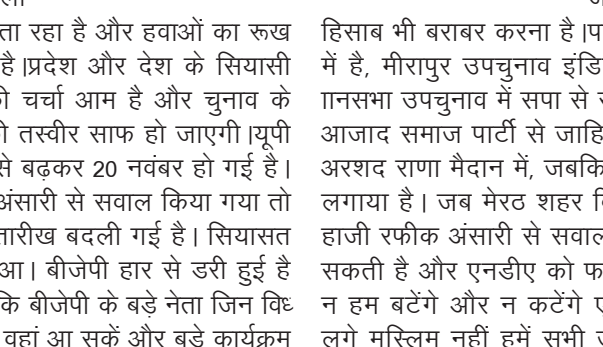 ता रहा है और हवाओं का रूख
है।प्रदेश और देश के सियासी
चर्चा आम है और चुनाव के
तस्वीर साफ हो जाएगी।यूपी
से बढ़कर 20 नवंबर हो गई है।
अंसारी से सवाल किया गया तो
तारीख बदली गई है। सियासत
आ। बीजेपी हार से डरी हुई है
कि बीजेपी के बड़े नेता जिन विध
वहां आ सकें और बड़े कार्यक्रम
हिसाब भी बराबर करना है।प
में है, मीरापुर उपचुनाव इंडि
ानसभा उपचुनाव में सपा से
आजाद समाज पार्टी से जाहि
अरशद राणा मैदान में, जबकि
लगाया है। जब मेरठ शहर
हाजी रफीक अंसारी से सवाल
सकती है और एनडीए को फ
न हम बटेंगे और न कटेंगे
लगे मुस्लिम नहीं हमें सभी